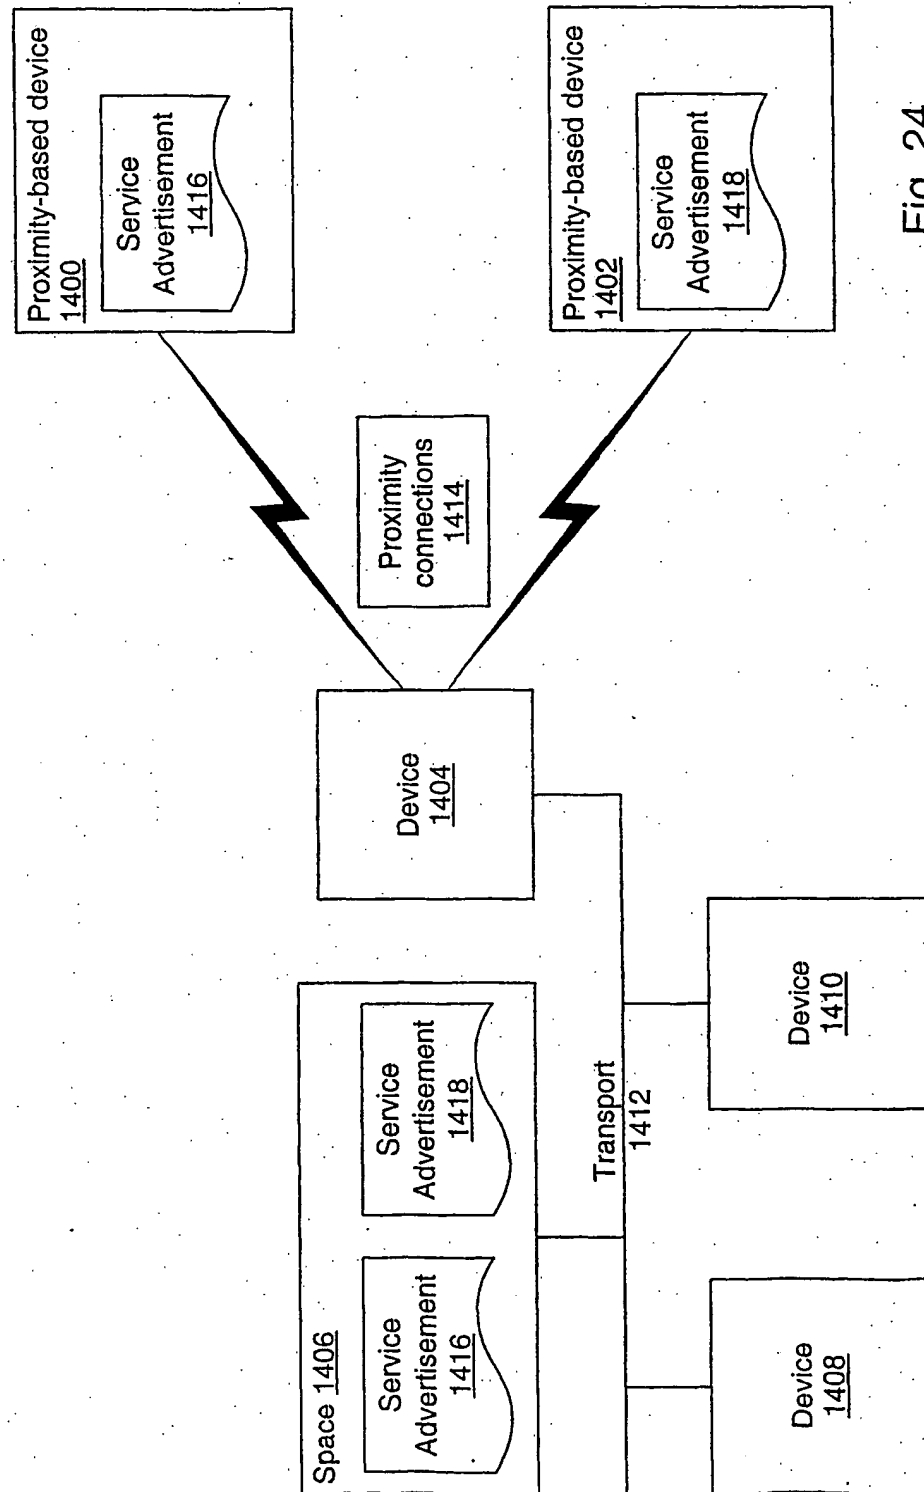 Proximity-based device
1400
Service
Advertisement
1416
Proximity-based device
1402
Service
Advertisement
1418
Proximity
connections
1414
Device
1404
Space 1406
Service
Advertisement
1416
Service
Advertisement
1418
Transport
1412
Device
1408
Device
1410
Fig. 24